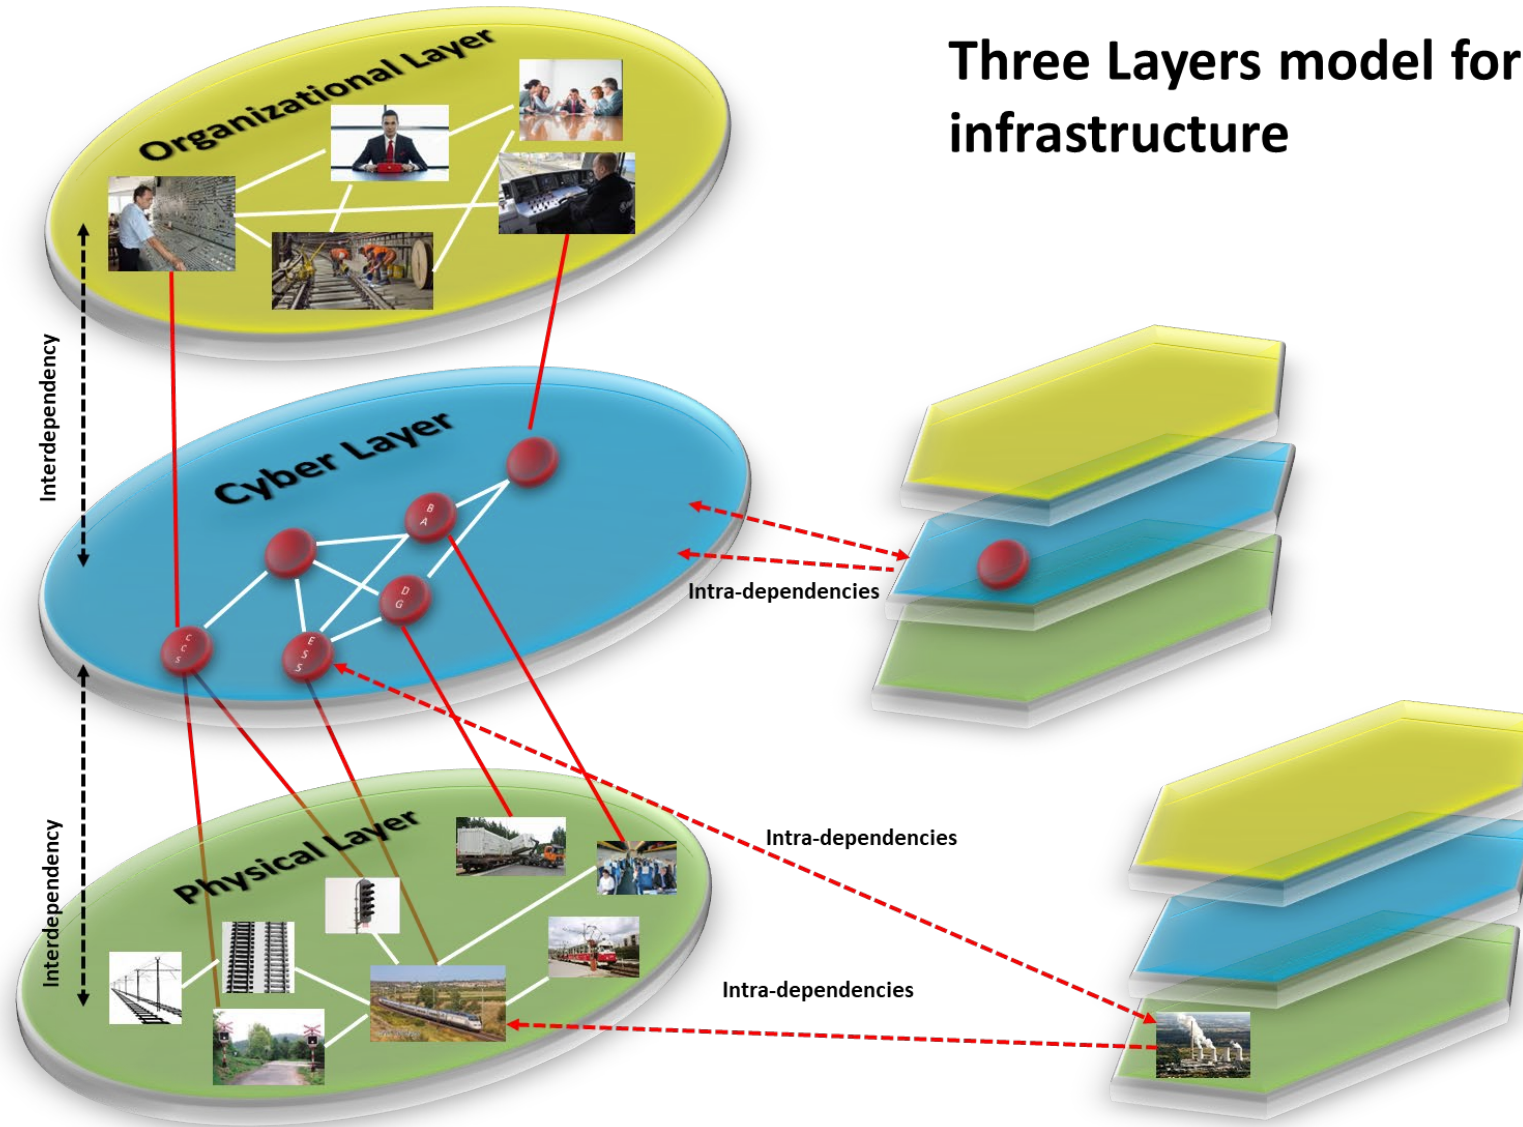 Three Layers model for
infrastructure
Organizational Layer
Interdependency
Cyber Layer
B
A
D
G
C
C
S
E
S
S
Intra-dependencies
Interdependency
Physical Layer
Intra-dependencies
Intra-dependencies